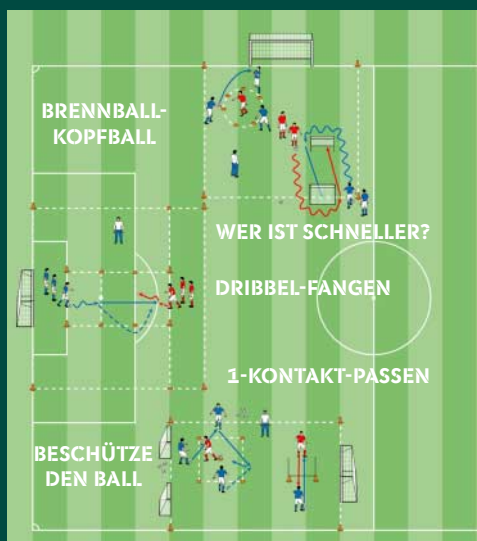 BRENNBALL-
KOPFBALL
WER IST SCHNELLER?
DRIBBEL-FANGEN
1-KONTAKT-PASSEN
BESCHÜTZE
DEN BALL